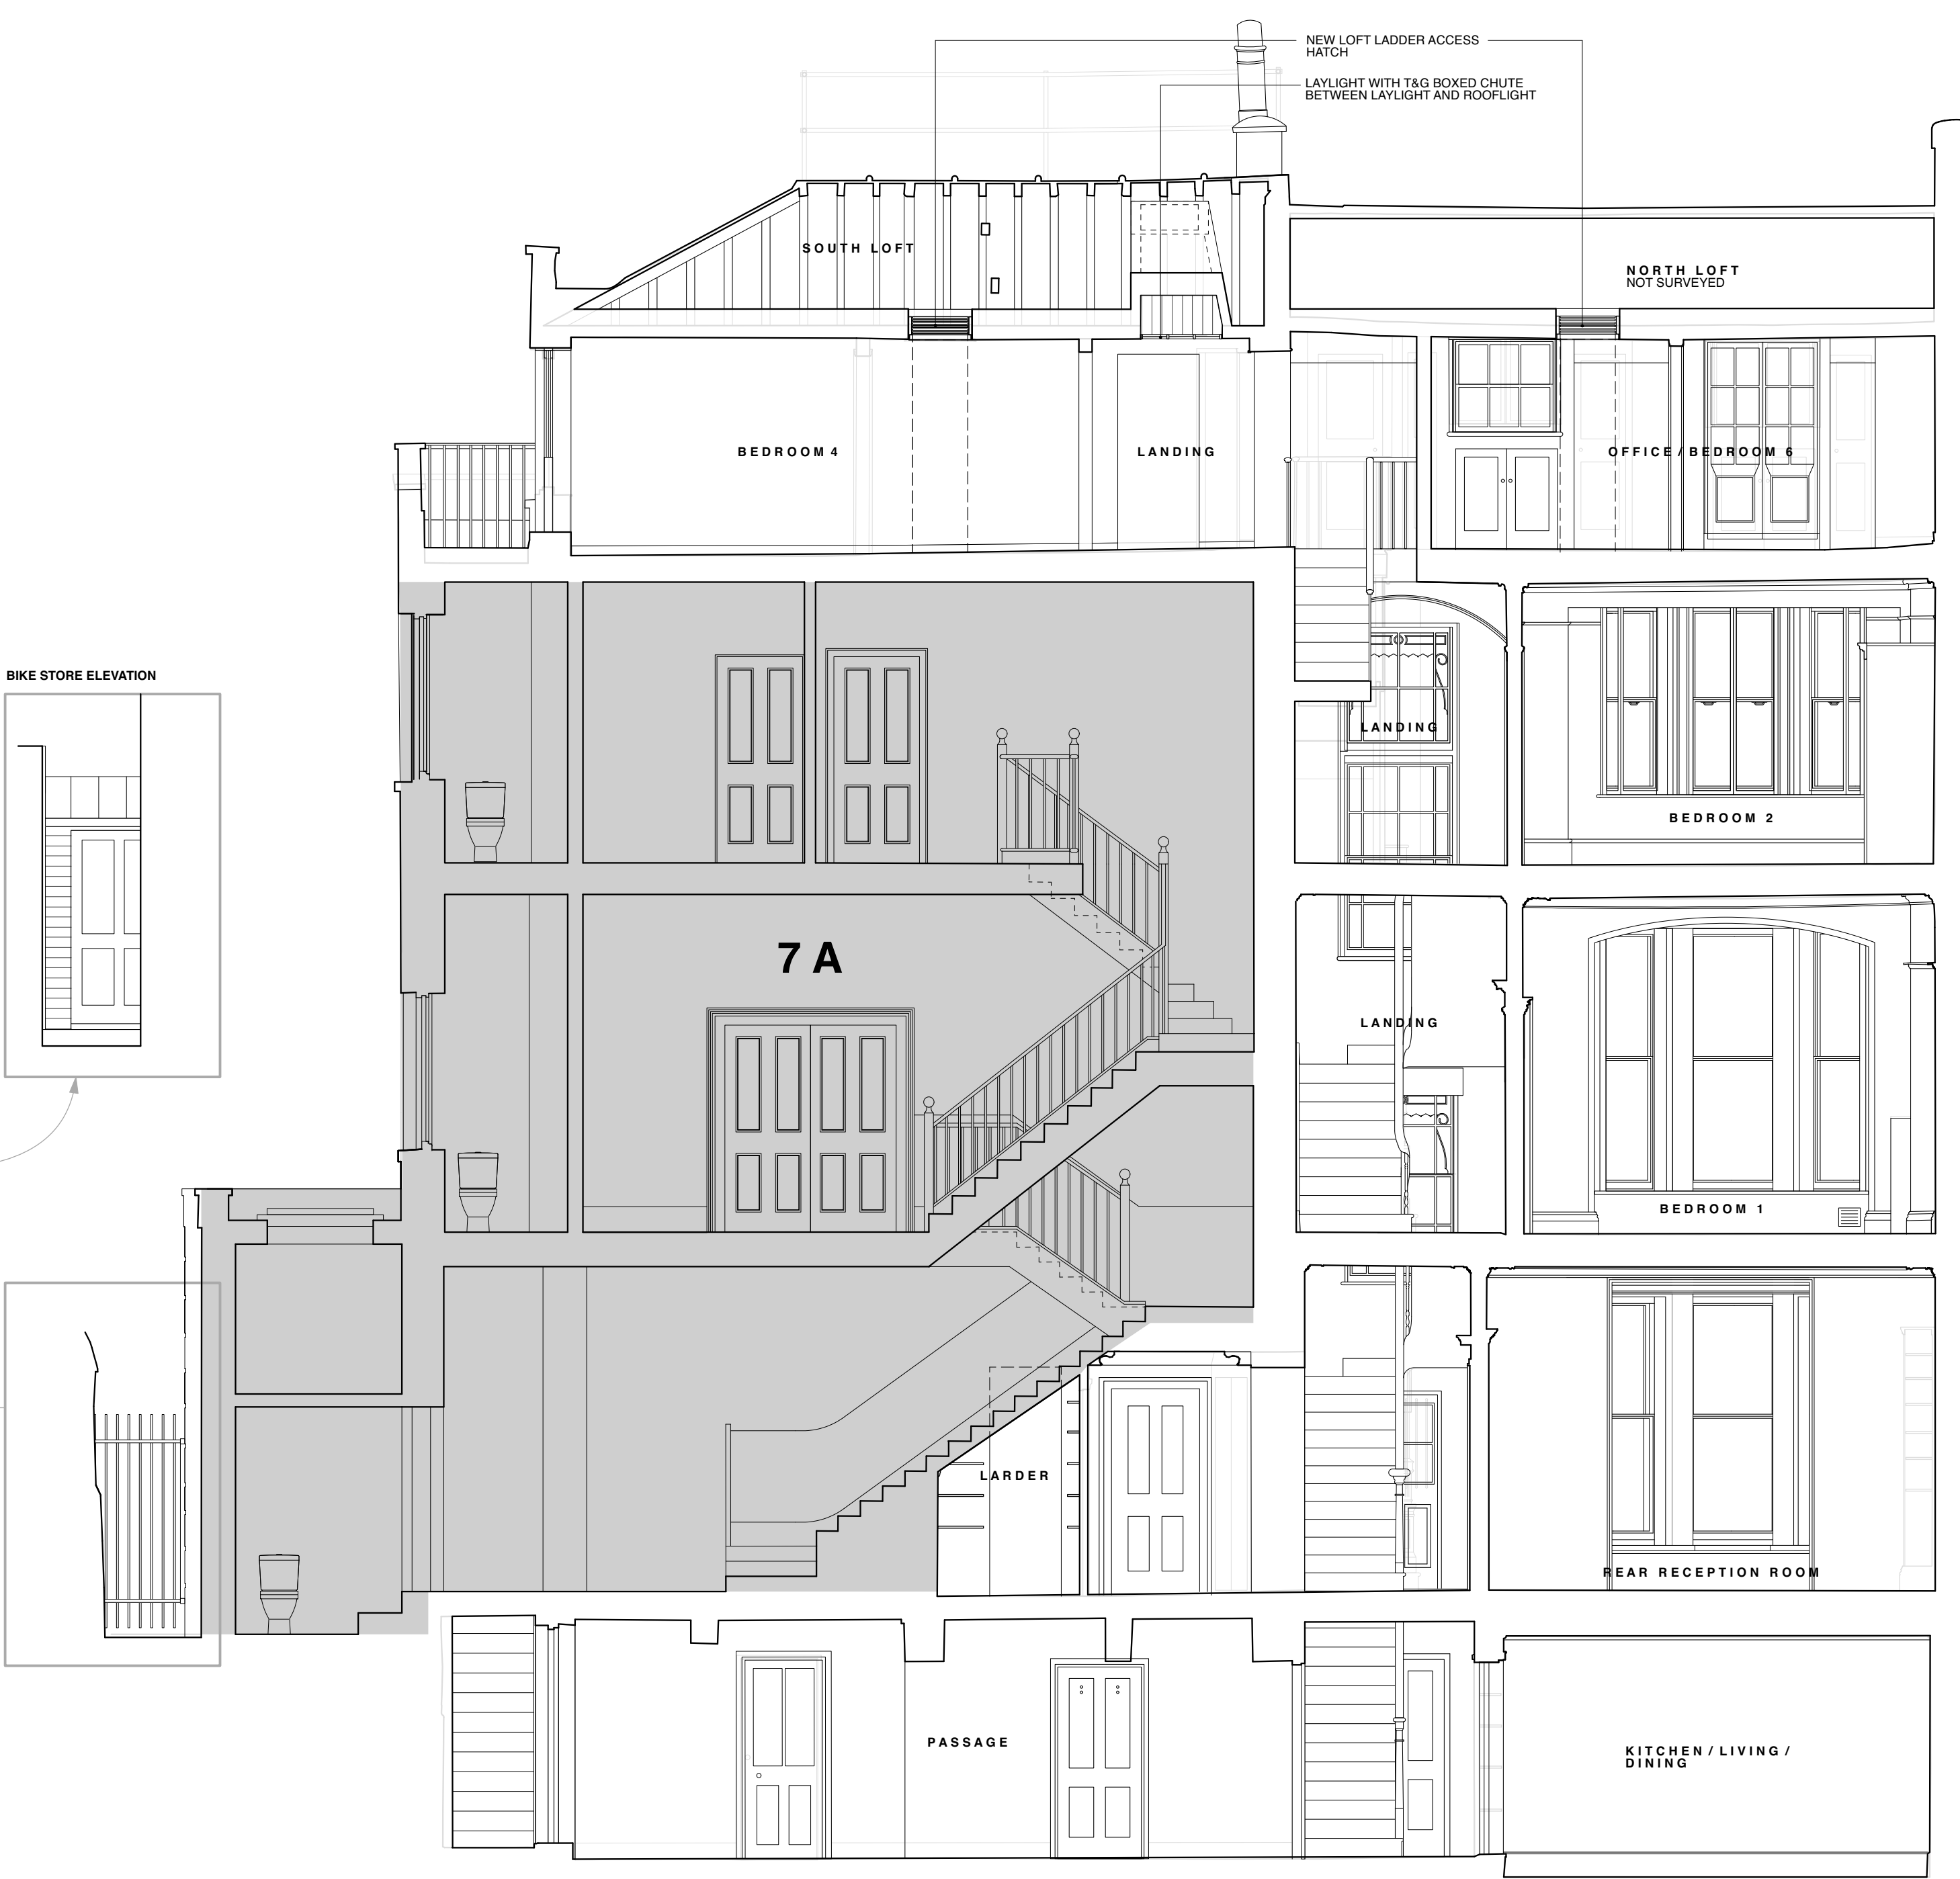 NEW LOFT LADDER ACCESS
HATCH
LAYLIGHT WITH T&G BOXED CHUTE
BETWEEN LAYLIGHT AND ROOFLIGHT
SOUTH LOFT
NORTH LOFT
NOT SURVEYED
BEDROOM 4
LANDING
OFFICE / BEDROOM 6
BIKE STORE ELEVATION
LANDING
BEDROOM 2
7 A
LANDING
BEDROOM 1
LARDER
REAR RECEPTION ROOM
PASSAGE
KITCHEN / LIVING /
DINING